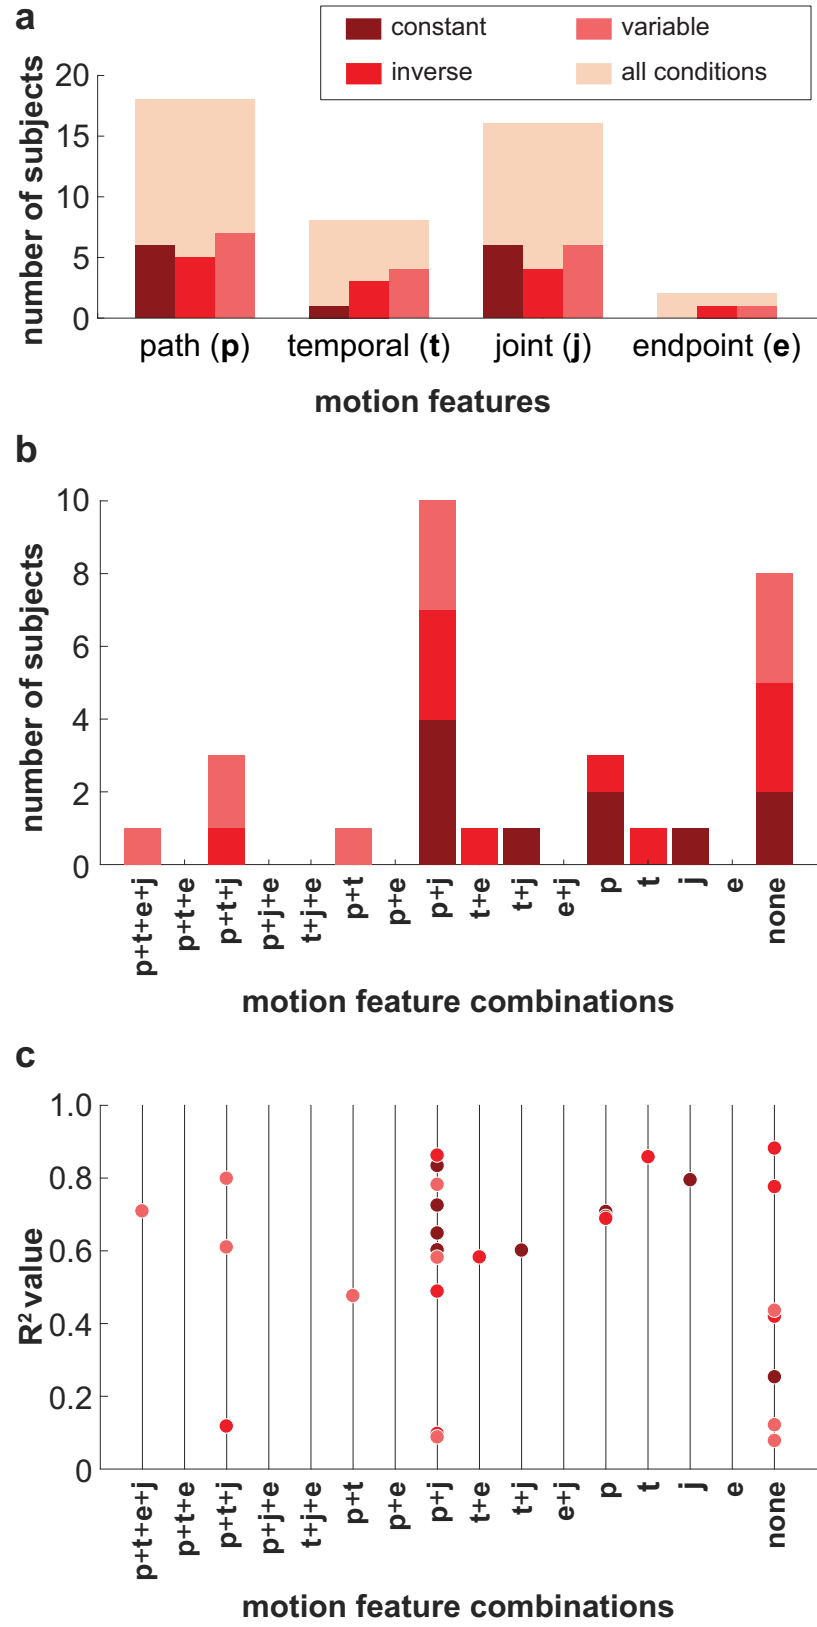 a
constant
variable
inverse
all conditions
number of subjects
20
15
10
5
0
path (p)
temporal (t)
joint (j)
endpoint (e)
motion features
b
number of subjects
10
8
6
4
2
0
p+t+e+j
p+t+e
p+t+j
p+j+e
t+j+e
p+t
p+e
p+j
t+e
t+j
e+j
p
t
j
e
none
motion feature combinations
c
R² value
1.0
0.8
0.6
0.4
0.2
0
p+t+e+j
p+t+e
p+t+j
p+j+e
t+j+e
p+t
p+e
p+j
t+e
t+j
e+j
p
t
j
e
none
motion feature combinations